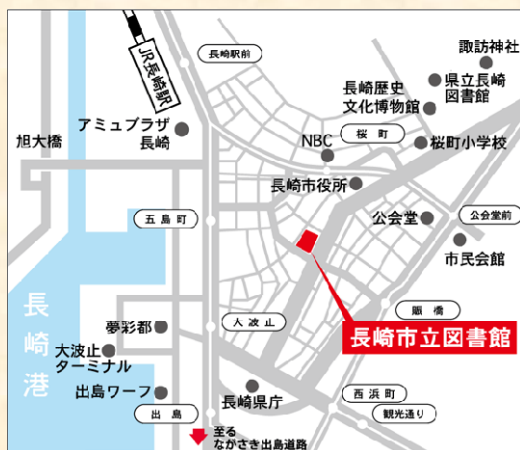 諏訪神社
長崎駅前
JR長崎駅
県立長崎
図書館
長崎歴史
文化博物館
アミュプラザ
長崎
旭大橋
NBC
桜町
桜町小学校
長崎市役所
五島町
公会堂
公会堂前
市民会館
長崎港
賑橋
大波止
夢彩都
長崎市立図書館
大波止
ターミナル
出島ワーフ
長崎県庁
西浜町
観光通り
出島
至る
ながさき出島道路